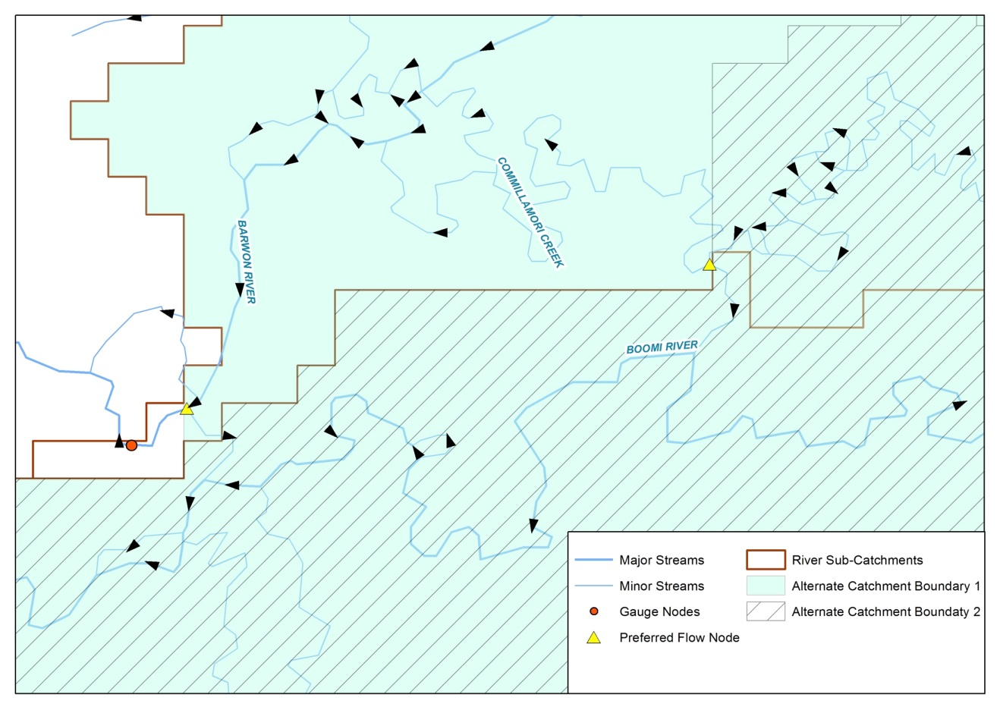 COMMILLAMORI CREEK
BARWON RIVER
BOOMI RIVER
Major Streams
Minor Streams
Gauge Nodes
Preferred Flow Node
River Sub-Catchments
Alternate Catchment Boundary 1
Alternate Catchment Boundaty 2